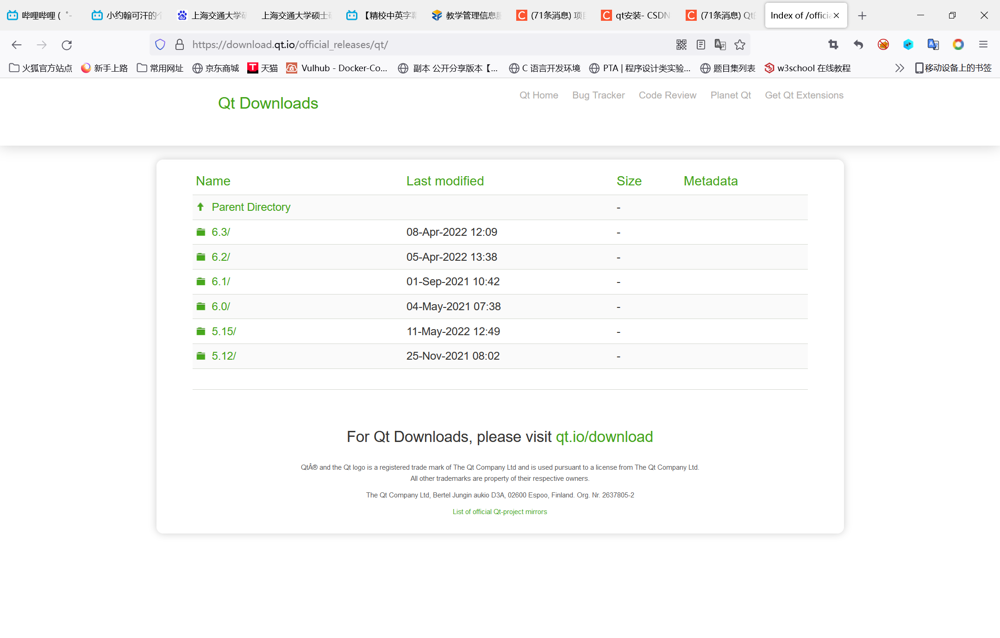 哔哩哔哩 (゜-
小约翰可汗的个
上海交通大学研
上海交通大学硕士研
【精校中英字幕
教学管理信息服
(71条消息) 项目
qt安装- CSDN
(71条消息) Qt的
Index of /officia
https://download.qt.io/official_releases/qt/
火狐官方站点
新手上路
常用网址
京东商城
天猫
Vulhub - Docker-Co...
副本 公开分享版本【...
C 语言开发环境
PTA | 程序设计类实验...
题目集列表
w3school 在线教程
移动设备上的书签
Qt Downloads
Qt Home Bug Tracker Code Review Planet Qt Get Qt Extensions
Name Last modified Size Metadata
Parent Directory -
6.3/ 08-Apr-2022 12:09 -
6.2/ 05-Apr-2022 13:38 -
6.1/ 01-Sep-2021 10:42 -
6.0/ 04-May-2021 07:38 -
5.15/ 11-May-2022 12:49 -
5.12/ 25-Nov-2021 08:02 -
For Qt Downloads, please visit qt.io/download
QtÂ® and the Qt logo is a registered trade mark of The Qt Company Ltd and is used pursuant to a license from The Qt Company Ltd.
All other trademarks are property of their respective owners.
The Qt Company Ltd, Bertel Jungin aukio D3A, 02600 Espoo, Finland. Org. Nr. 2637805-2
List of official Qt-project mirrors